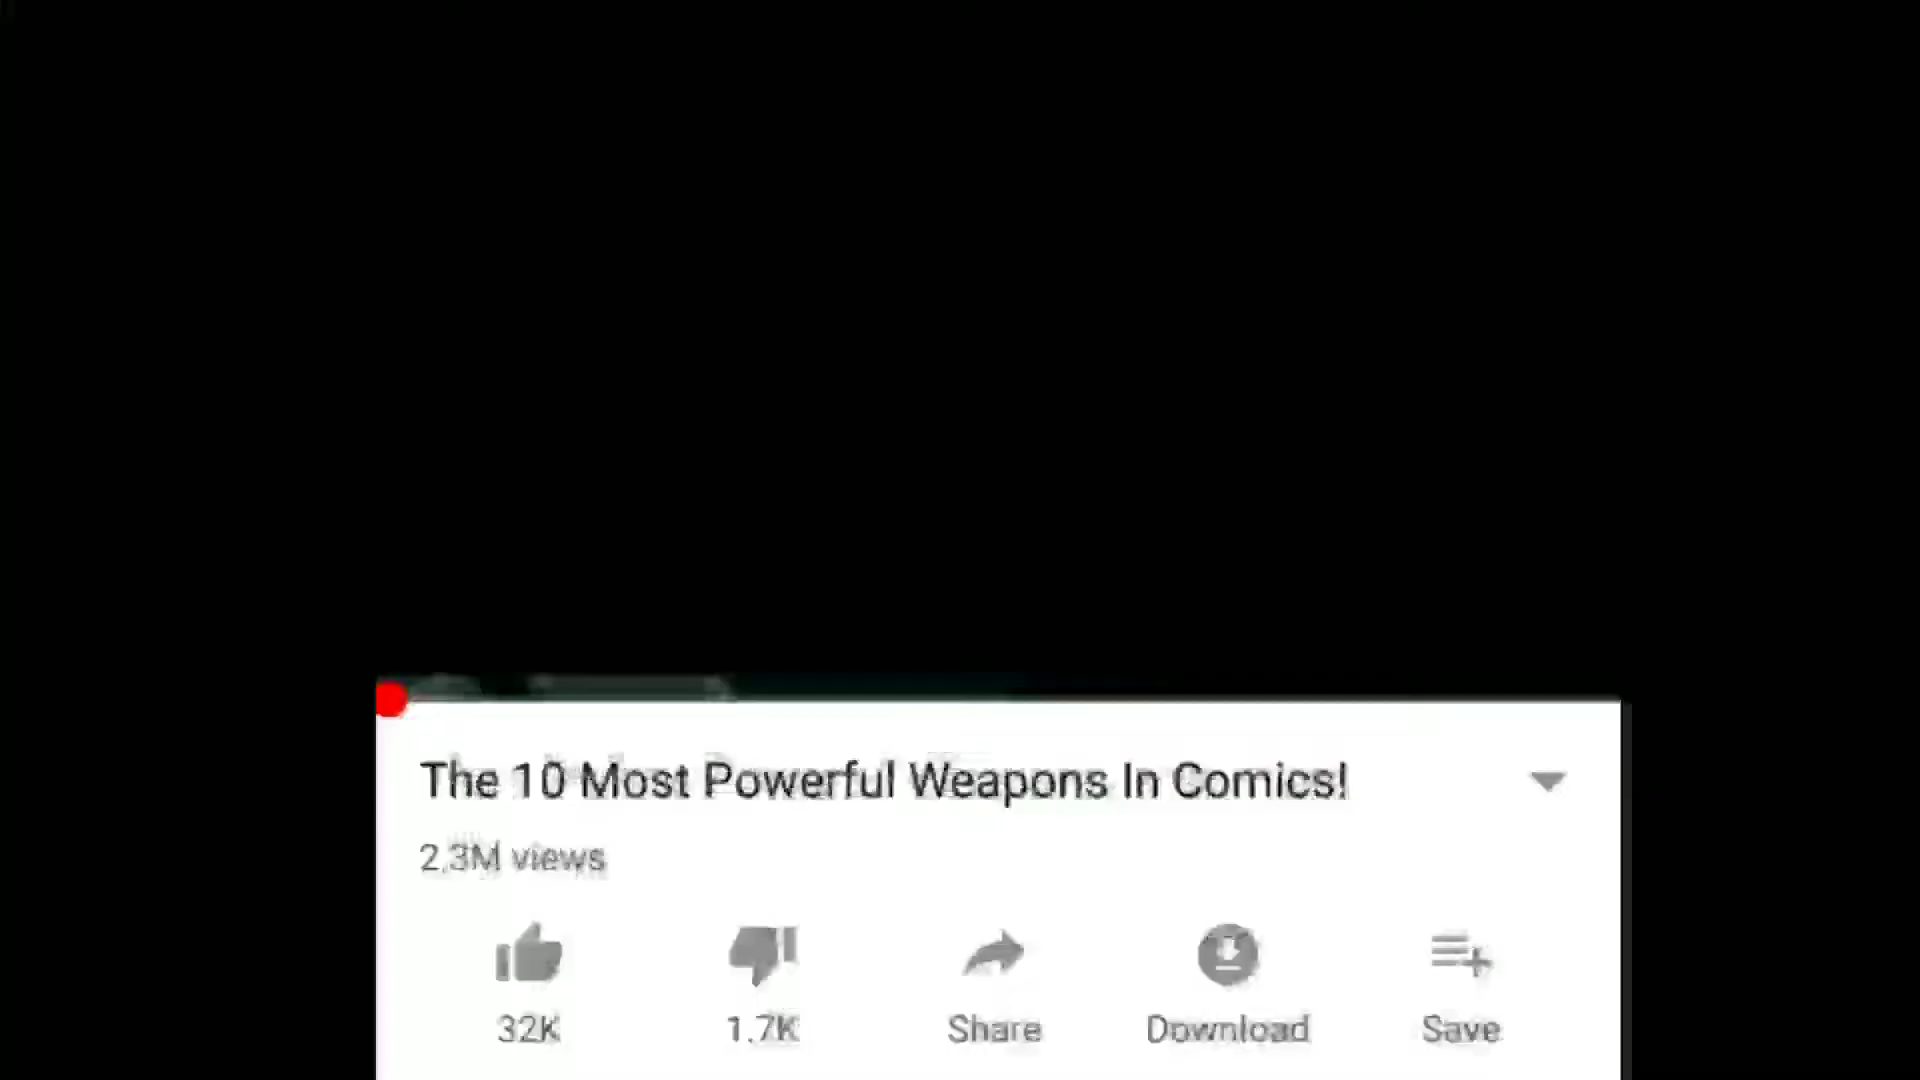 The 10 Most Powerful Weapons In Comics!
2.3M views
32K 1.7K Share Download Save